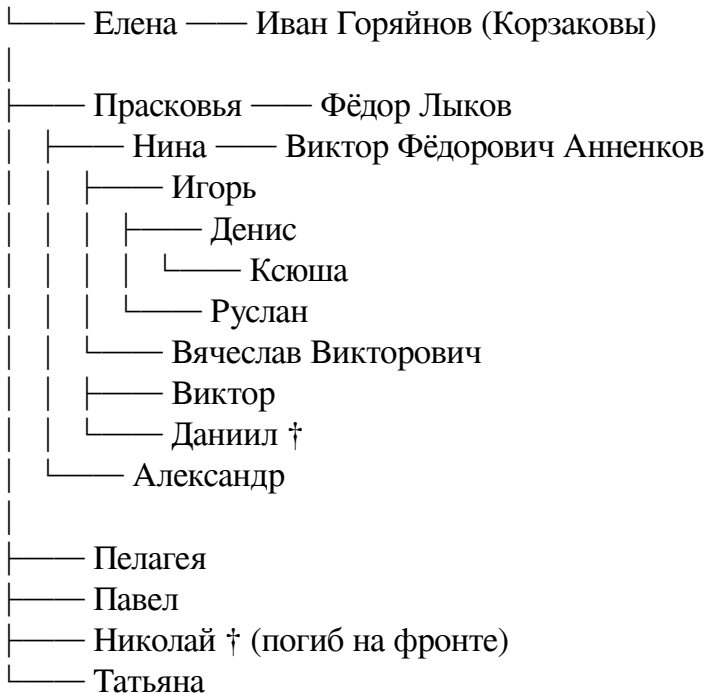 └─── Елена ─── Иван Горяйнов (Корзаковы)
│
├─── Прасковья ─── Фёдор Лыков
│ ├─── Нина ─── Виктор Фёдорович Анненков
│ │ ├─── Игорь
│ │ │ ├─── Денис
│ │ │ │ └─── Ксюша
│ │ │ └─── Руслан
│ │ └─── Вячеслав Викторович
│ │ ├─── Виктор
│ │ └─── Даниил †
│ └─── Александр
│
├─── Пелагея
├─── Павел
├─── Николай † (погиб на фронте)
└─── Татьяна